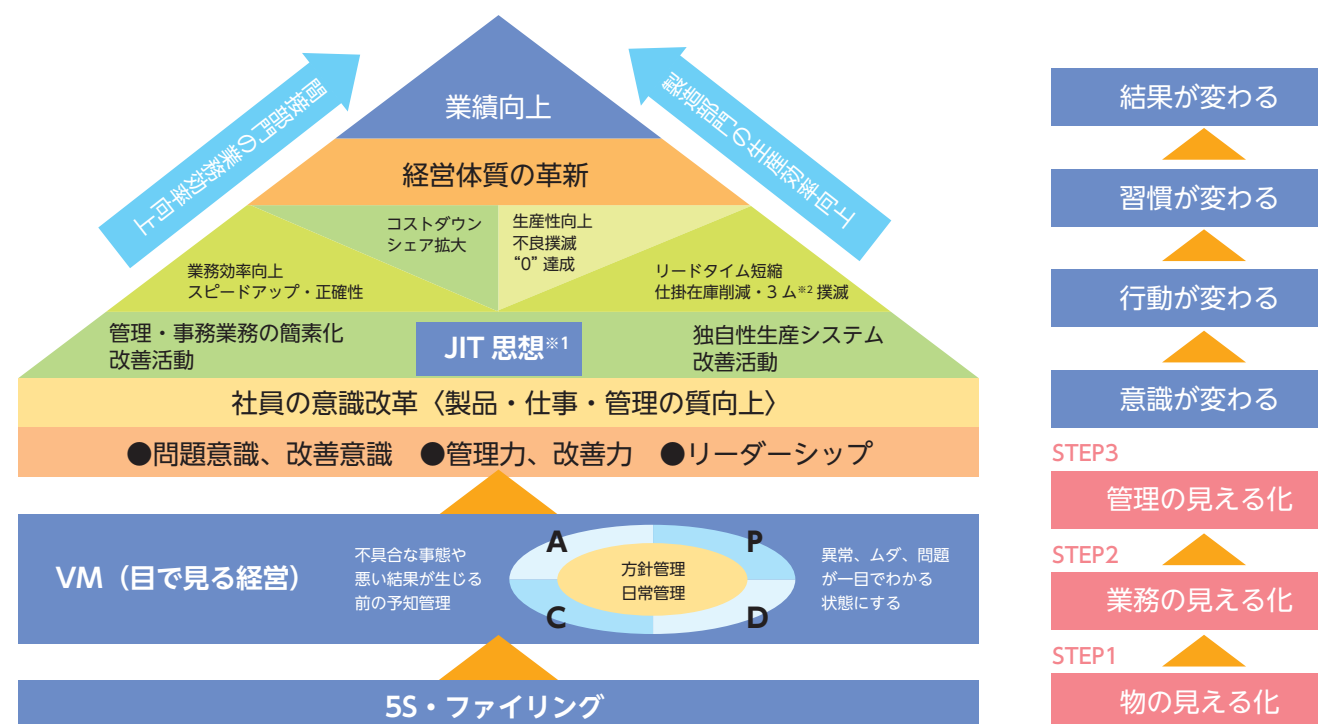 間接部門の業務効率向上
製造部門の生産効率向上
業績向上
経営体質の革新
コストダウン
シェア拡大
生産性向上
不良撲滅
“0” 達成
業務効率向上
スピードアップ・正確性
リードタイム短縮
仕掛在庫削減・3 ム※2 撲滅
管理・事務業務の簡素化
改善活動
JIT 思想※1
独自性生産システム
改善活動
社員の意識改革〈製品・仕事・管理の質向上〉
●問題意識、改善意識 ●管理力、改善力 ●リーダーシップ
VM（目で見る経営）
不具合な事態や
悪い結果が生じる
前の予知管理
A
P
方針管理
日常管理
C
D
異常、ムダ、問題
が一目でわかる
状態にする
5S・ファイリング
結果が変わる
習慣が変わる
行動が変わる
意識が変わる
STEP3
管理の見える化
STEP2
業務の見える化
STEP1
物の見える化